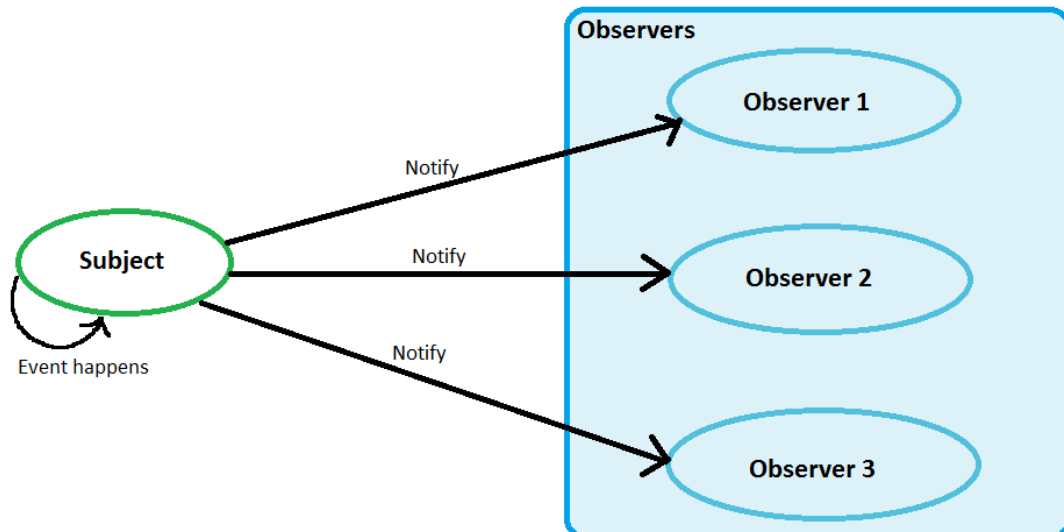 Observers
Observer 1
Notify
Subject
Notify
Observer 2
Notify
Event happens
Observer 3